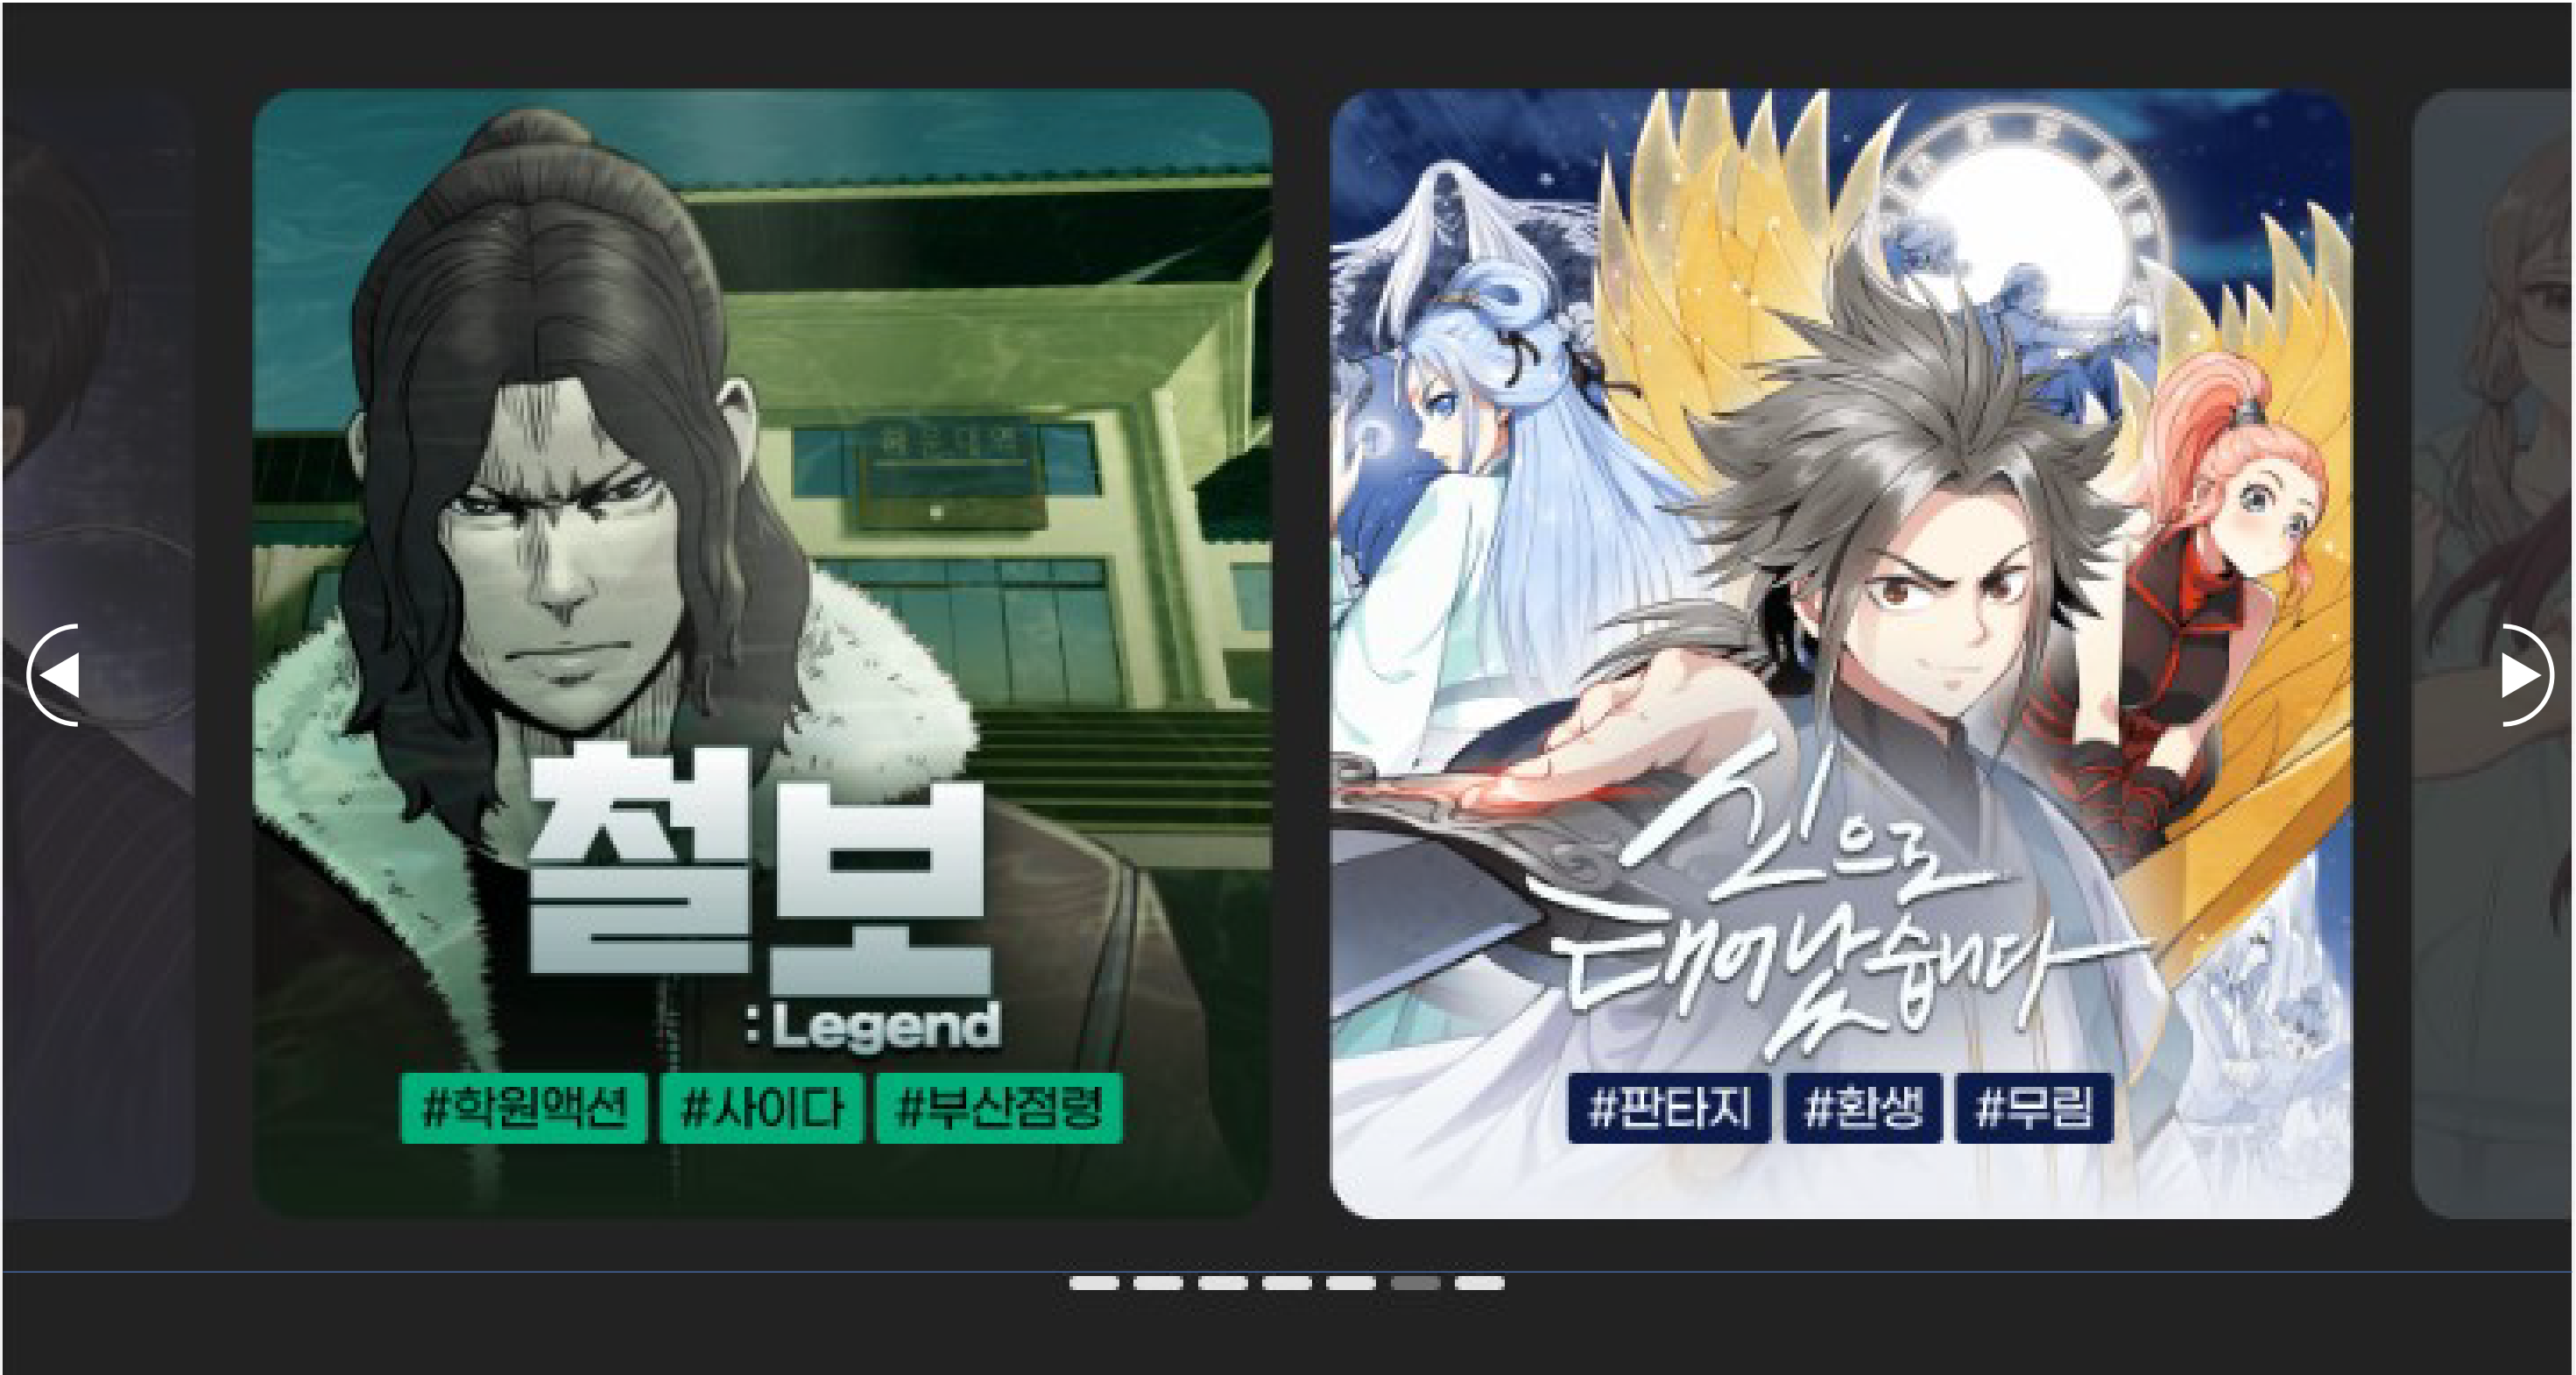 철보
: Legend
#학원액션 #사이다 #부산점령
신으로
태어났습니다
#판타지 #환생 #무림